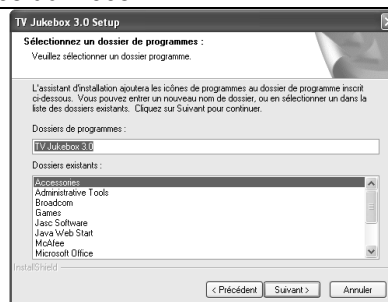 TV Jukebox 3.0 Setup
Sélectionnez un dossier de programmes :
Veuillez sélectionner un dossier de programmes.
L'assistant d'installation ajoutera les icônes de programmes au dossier de programme inscrit
ci-dessous. Vous pouvez entrer un nouveau nom de dossier, ou en sélectionner un dans la
liste des dossiers existants. Cliquez sur Suivant pour continuer.
Dossiers de programmes :
TV Jukebox 3.0
Dossiers existants :
Accessories
Administrative Tools
Broadcom
Games
Jasc Software
Java Web Start
McAfee
Microsoft Office
InstallShield
< Précédent
Suivant >
Annuler